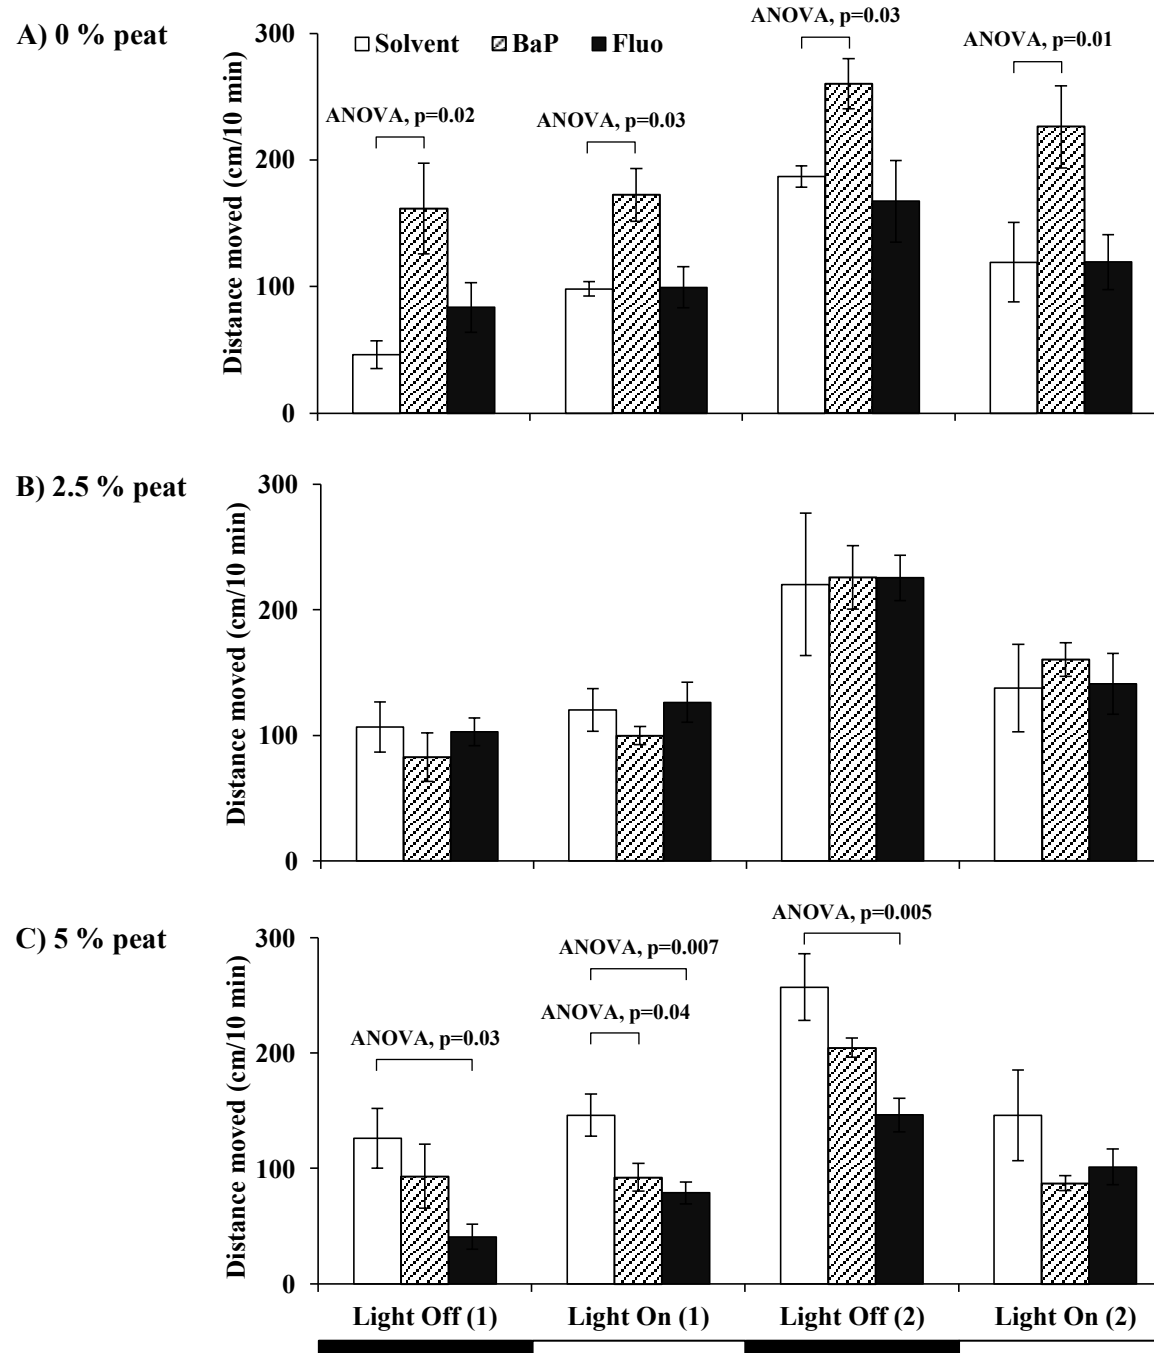 A) 0 % peat
Distance moved (cm/10 min)
300
200
100
0
Solvent BaP Fluo
ANOVA, p=0.02
ANOVA, p=0.03
ANOVA, p=0.03
ANOVA, p=0.01
B) 2.5 % peat
Distance moved (cm/10 min)
300
200
100
0
C) 5 % peat
Distance moved (cm/10 min)
300
200
100
0
ANOVA, p=0.03
ANOVA, p=0.007
ANOVA, p=0.04
ANOVA, p=0.005
Light Off (1) Light On (1) Light Off (2) Light On (2)